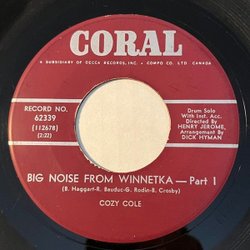 CORAL
A SUBSIDIARY OF DECCA RECORDS, INC. • COMPO CO., LTD. CANADA
RECORD NO.
62339
(112678)
(2:22)
Drum Solo
With Inst. Acc.
Directed By
HENRY JEROME,
Arrangement By
DICK HYMAN
BIG NOISE FROM WINNETKA—Part 1
(B. Haggart-R. Bauduc-G. Rodin-B. Crosby)
COZY COLE